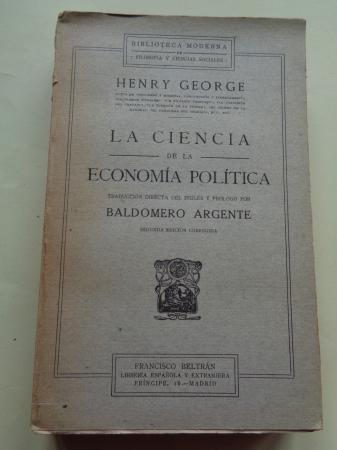 BIBLIOTECA MODERNA
DE
FILOSOFIA Y CIENCIAS SOCIALES
HENRY GEORGE
LA CIENCIA
DE LA
ECONOMÍA POLÍTICA
TRADUCCIÓN DIRECTA DEL INGLÉS Y PRÓLOGO POR
BALDOMERO ARGENTE
SEGUNDA EDICIÓN CORREGIDA
FRANCISCO BELTRÁN
LIBRERÍA ESPAÑOLA Y EXTRANJERA
PRÍNCIPE, 16.—MADRID